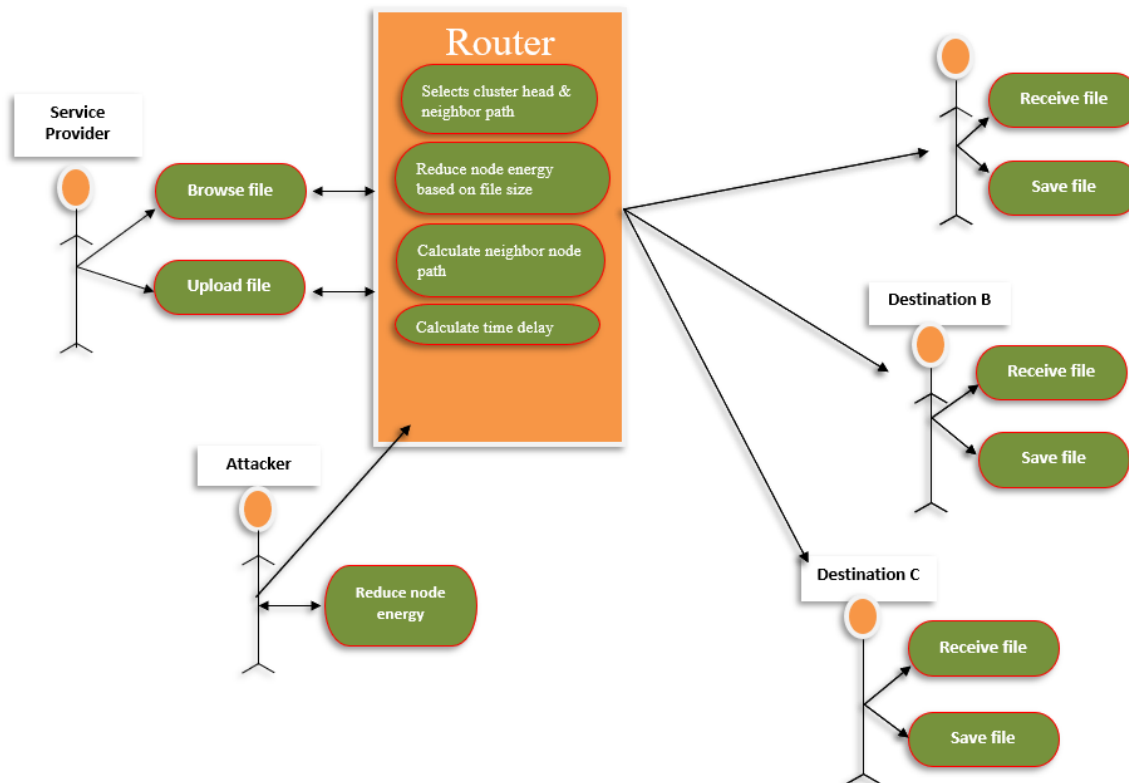 Router
Selects cluster head &
neighbor path
Reduce node energy
based on file size
Calculate neighbor node
path
Calculate time delay
Service
Provider
Browse file
Upload file
Attacker
Reduce node
energy
Receive file
Save file
Destination B
Receive file
Save file
Destination C
Receive file
Save file